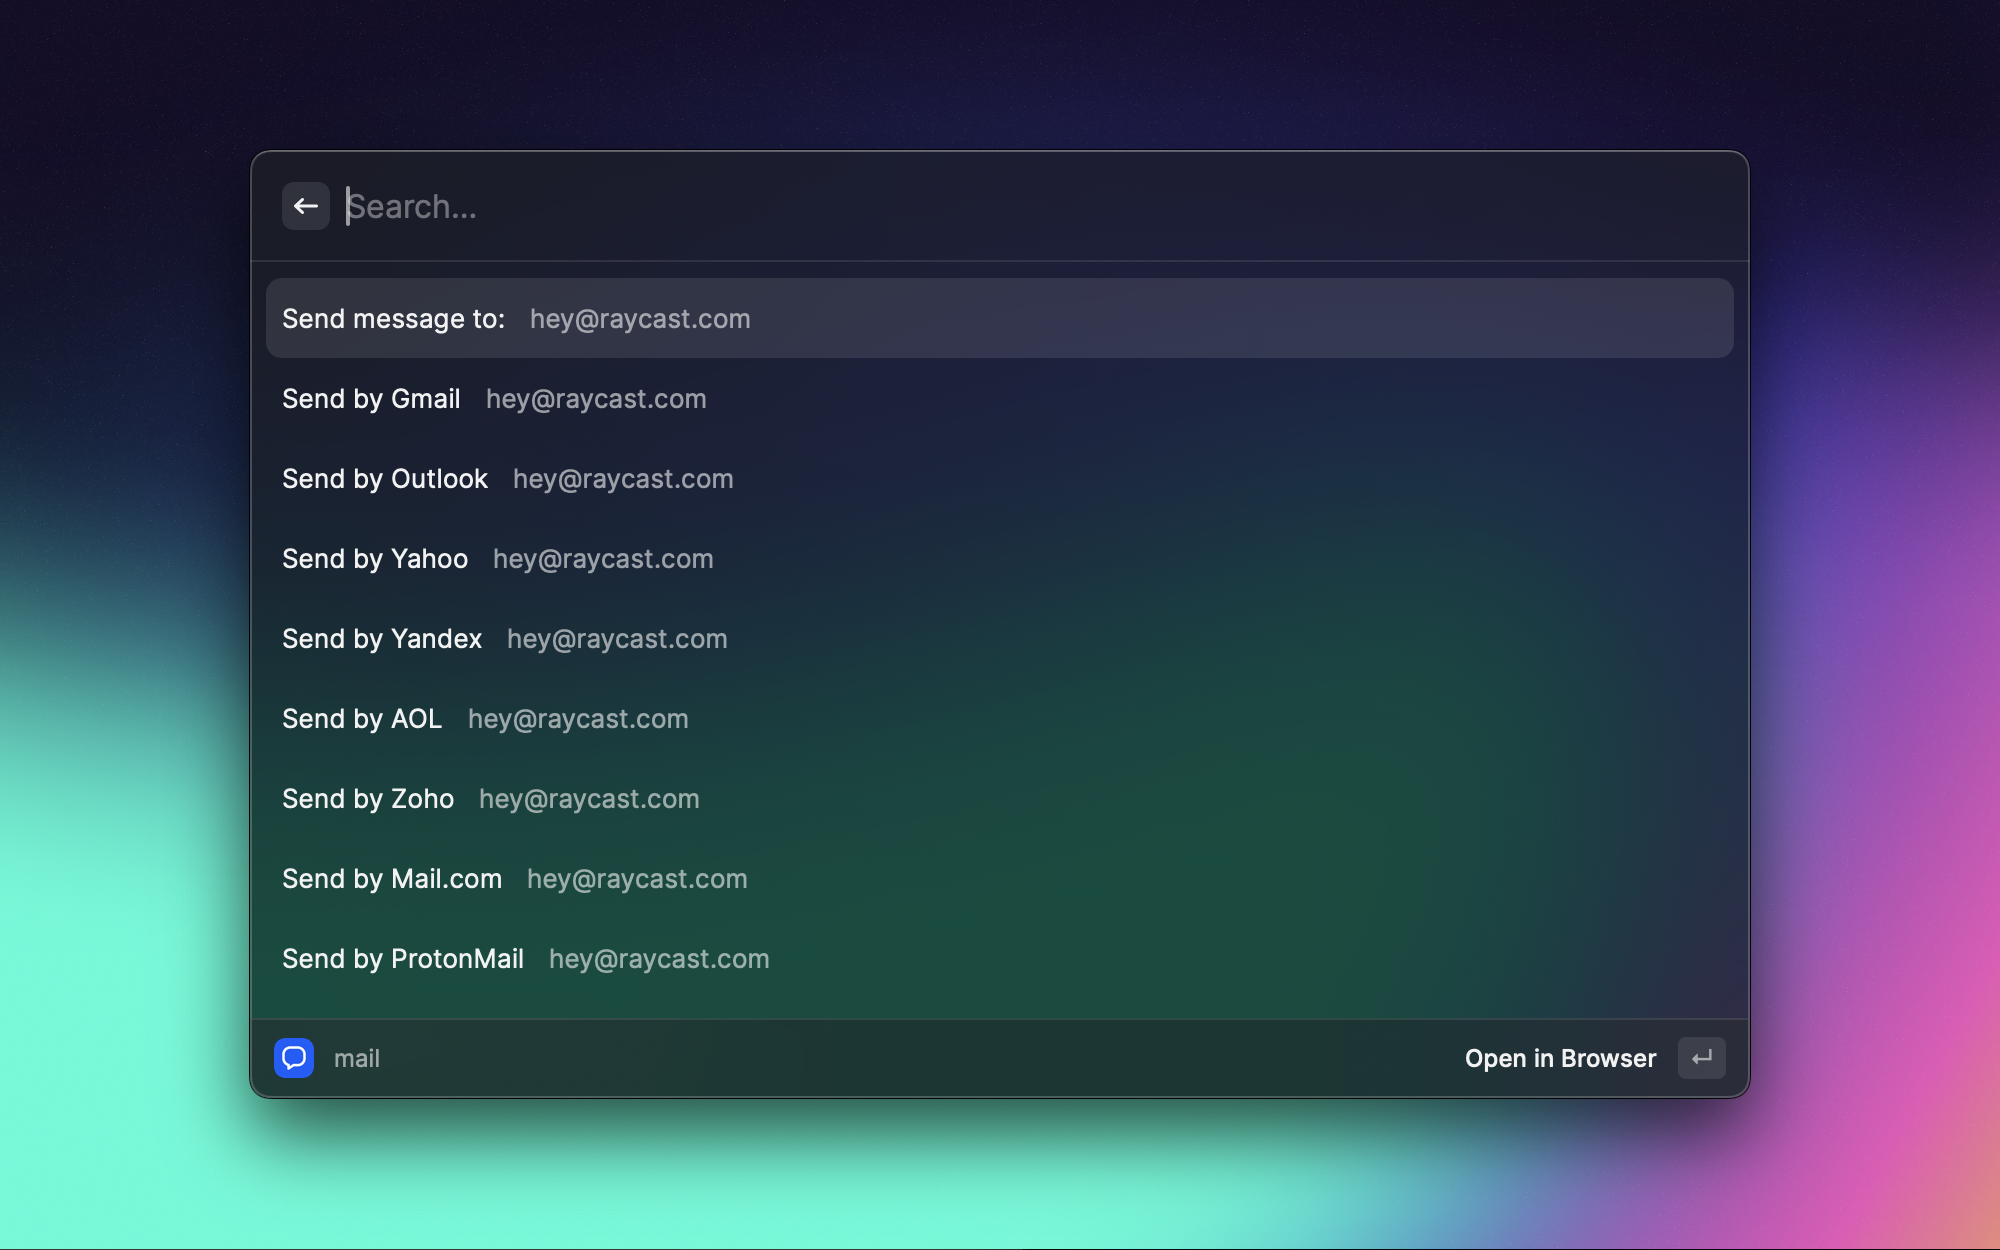 Search...
Send message to: hey@raycast.com
Send by Gmail hey@raycast.com
Send by Outlook hey@raycast.com
Send by Yahoo hey@raycast.com
Send by Yandex hey@raycast.com
Send by AOL hey@raycast.com
Send by Zoho hey@raycast.com
Send by Mail.com hey@raycast.com
Send by ProtonMail hey@raycast.com
mail Open in Browser